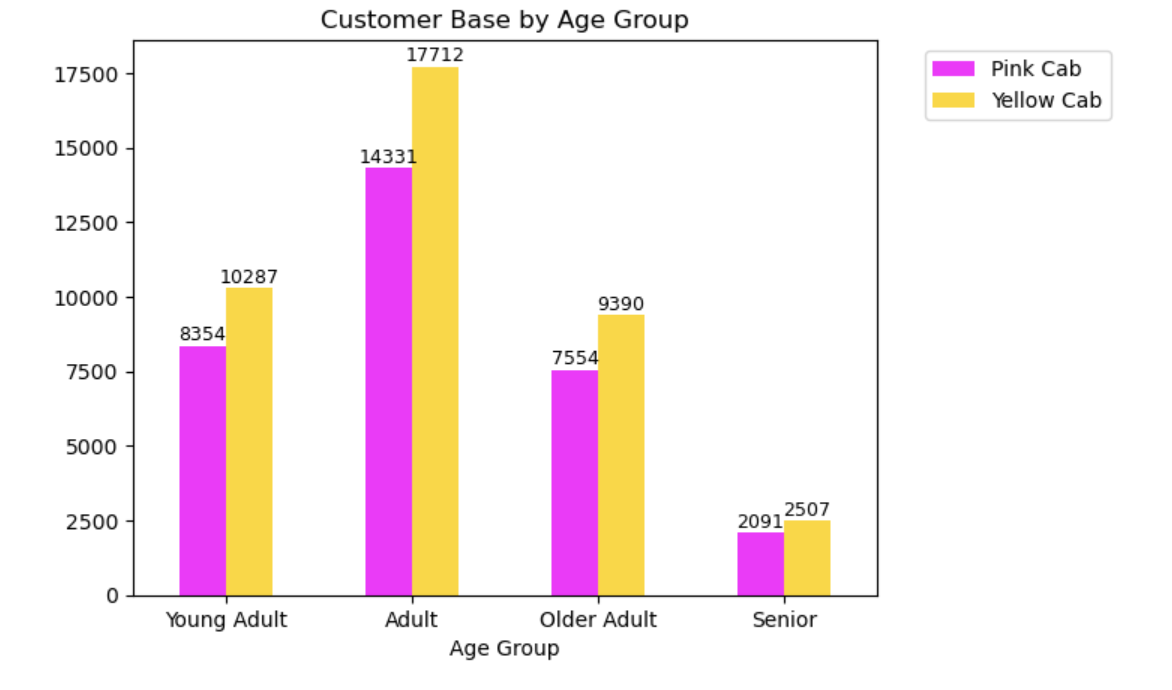 Customer Base by Age Group
Pink Cab
Yellow Cab
17500
15000
12500
10000
7500
5000
2500
0
8354
10287
14331
17712
7554
9390
2091
2507
Young Adult
Adult
Older Adult
Senior
Age Group